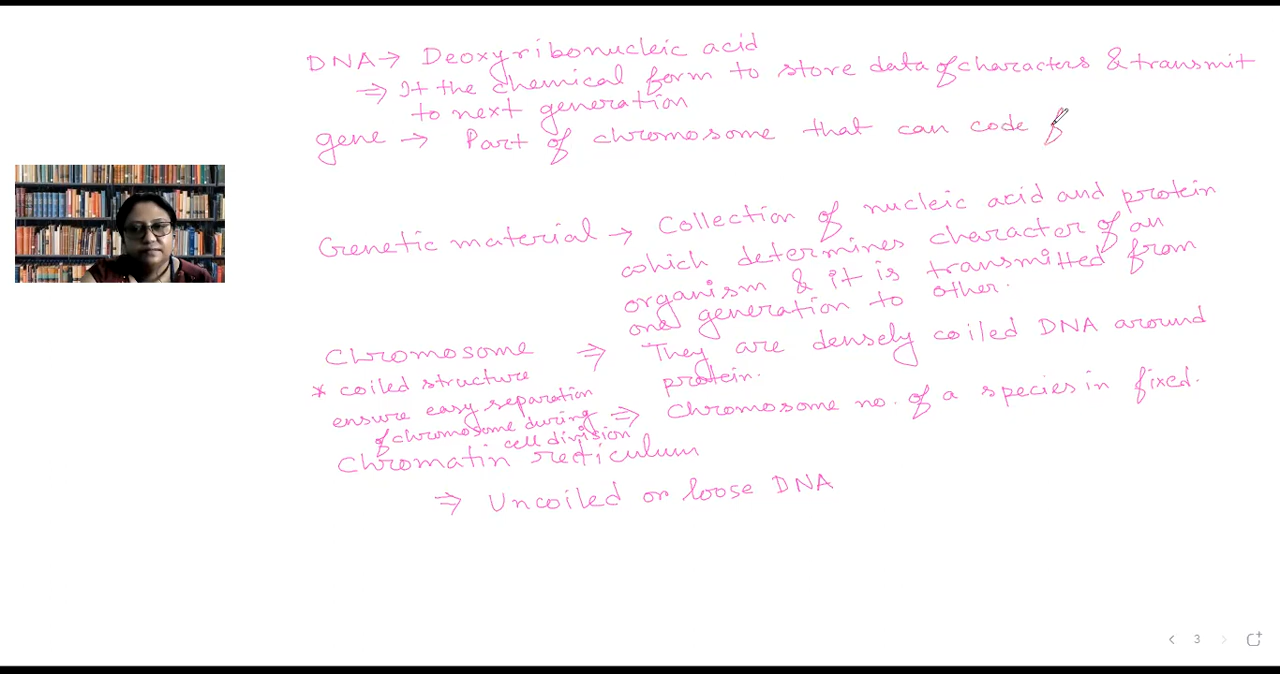 DNA → Deoxyribonucleic acid
⇒ It the chemical form to store data of characters & transmit
to next generation
gene → Part of chromosome that can code f
Genetic material → Collection of nucleic acid and protein
which determines character of an
organism & it is transmitted from
one generation to other.
Chromosome ⇒ They are densely coiled DNA around
protein.
* coiled structure
ensure easy separation
of chromosome during
cell division
⇒ Chromosome no. of a species in fixed.
Chromatin recticulum
⇒ Uncoiled or loose DNA
< 3 >